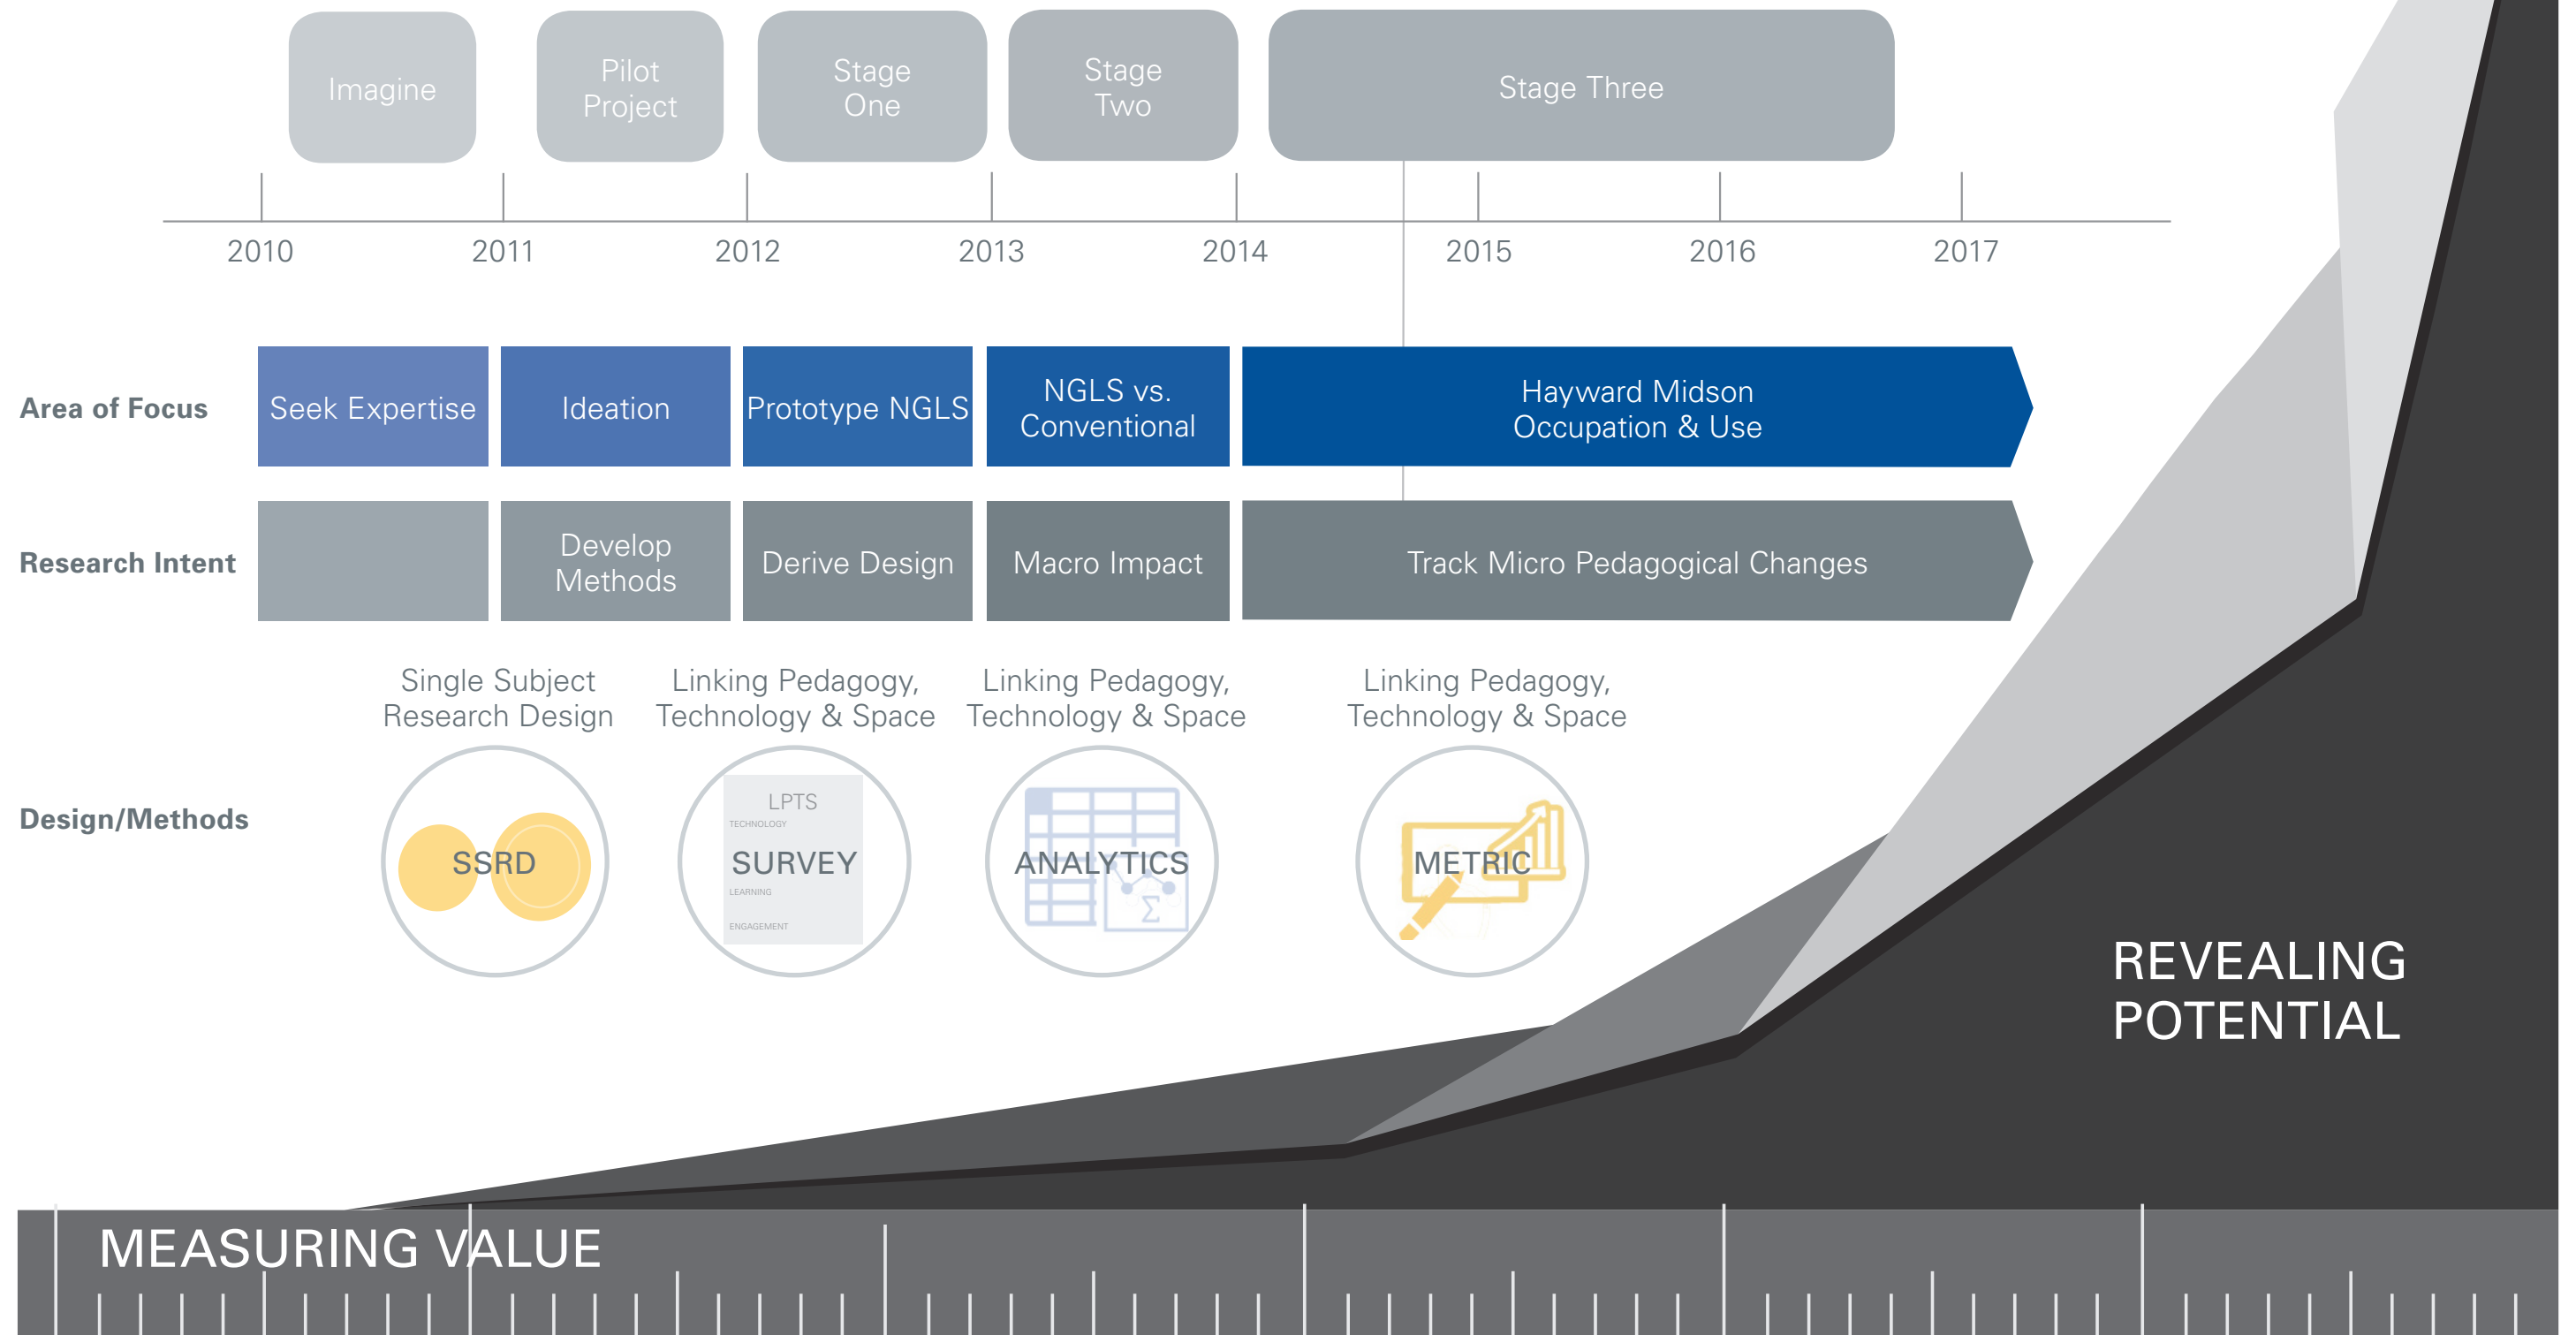 Imagine
Pilot
Project
Stage
One
Stage
Two
Stage Three
2010
2011
2012
2013
2014
2015
2016
2017
Area of Focus
Seek Expertise
Ideation
Prototype NGLS
NGLS vs.
Conventional
Hayward Midson
Occupation & Use
Research Intent
Develop
Methods
Derive Design
Macro Impact
Track Micro Pedagogical Changes
Design/Methods
Single Subject
Research Design
SSRD
Linking Pedagogy,
Technology & Space
LPTS
TECHNOLOGY
SURVEY
LEARNING
ENGAGEMENT
Linking Pedagogy,
Technology & Space
ANALYTICS
Σ
Linking Pedagogy,
Technology & Space
METRIC
REVEALING
POTENTIAL
MEASURING VALUE